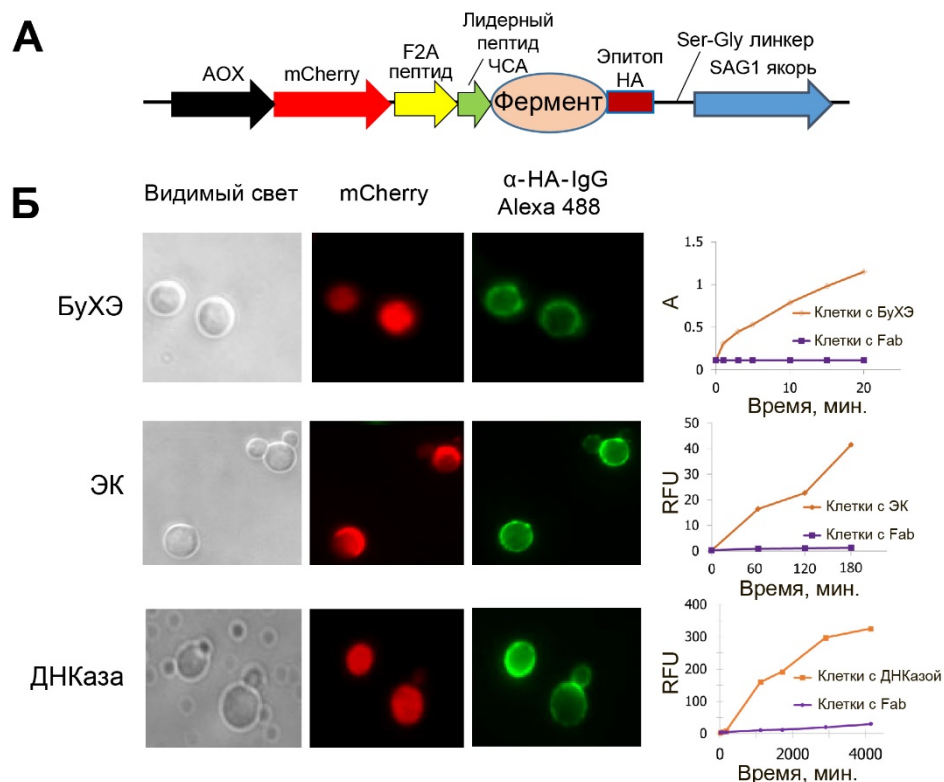 А
AOX
mCherry
F2A
пептид
Лидерный
пептид
ЧСА
Фермент
Эпитоп
HA
Ser-Gly линкер
SAG1 якорь
Б
Видимый свет
mCherry
α-HA-IgG
Alexa 488
БуХЭ
A
1.5
1
0.5
0
0
10
20
Клетки с БуХЭ
Клетки с Fab
Время, мин.
ЭК
RFU
50
40
30
20
10
0
0
60
120
180
Клетки с ЭК
Клетки с Fab
Время, мин.
ДНКаза
RFU
400
300
200
100
0
0
2000
4000
Клетки с ДНКазой
Клетки с Fab
Время, мин.